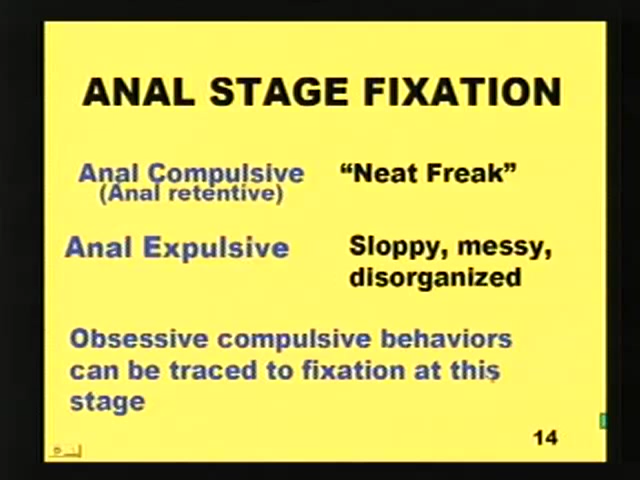 ANAL STAGE FIXATION
Anal Compulsive “Neat Freak”
(Anal retentive)
Anal Expulsive Sloppy, messy,
disorganized
Obsessive compulsive behaviors
can be traced to fixation at this
stage
14